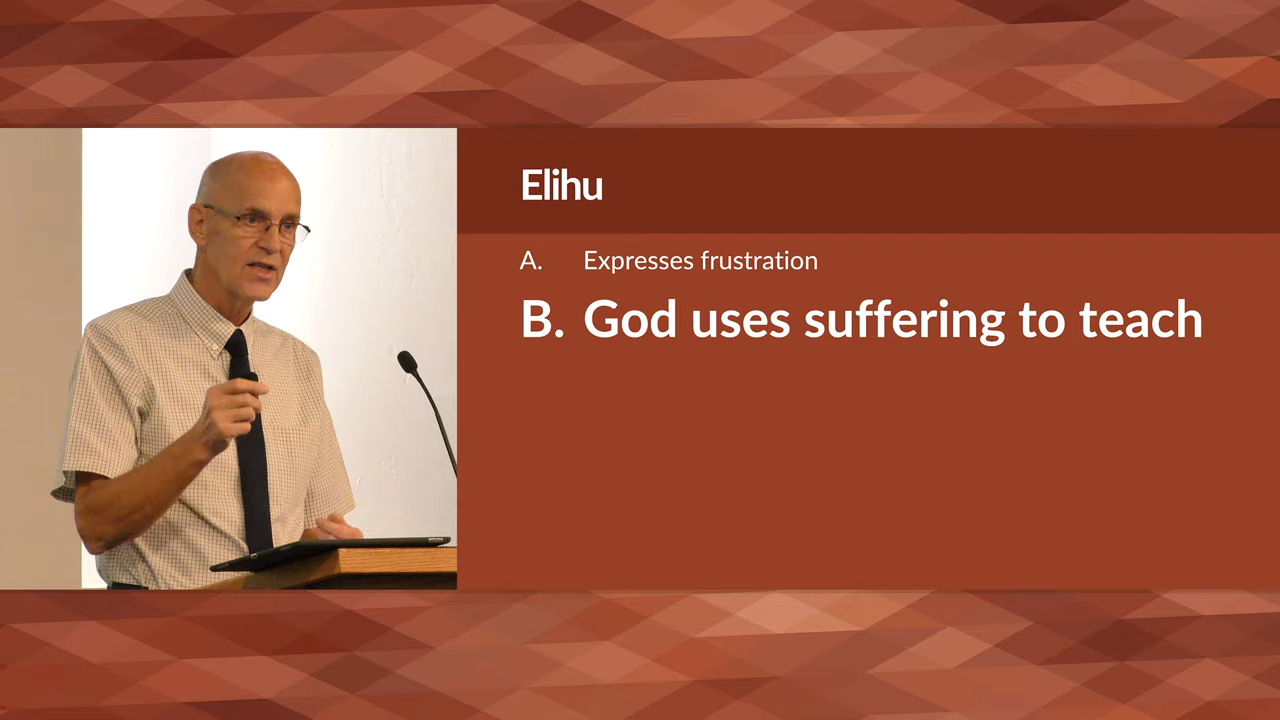 Elihu
A. Expresses frustration
B. God uses suffering to teach